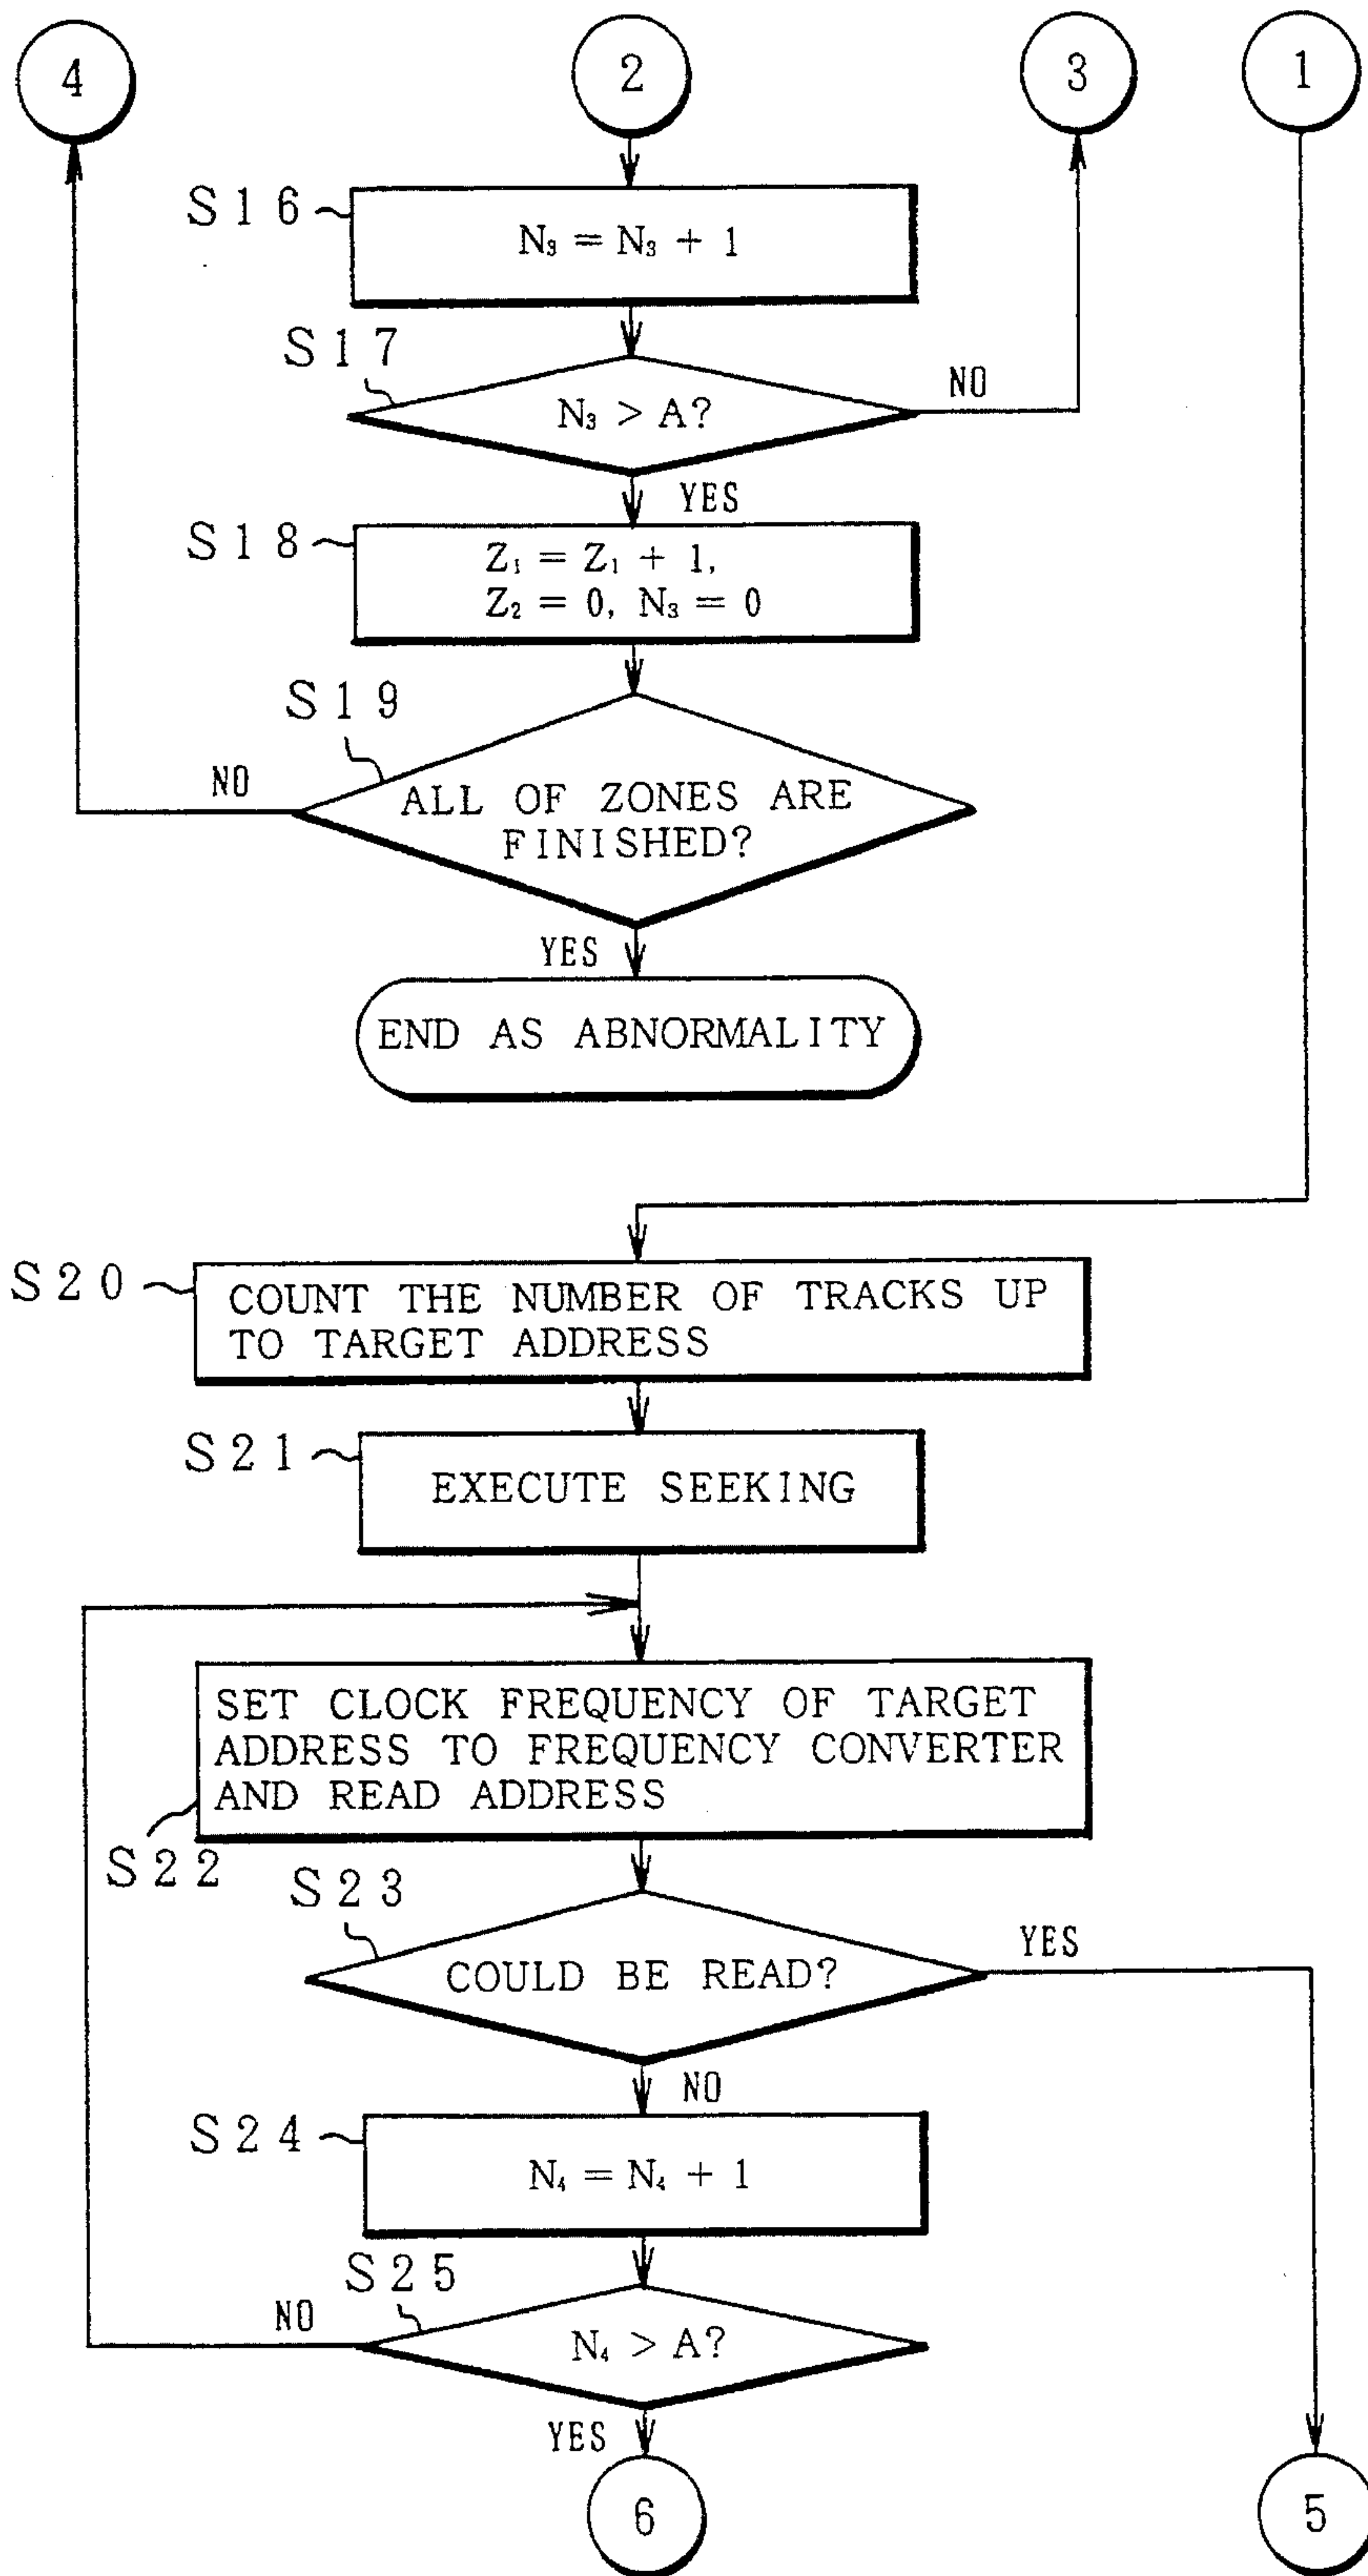 4
2
3
1
S16
N₃ = N₃ + 1
S17
N₃ > A?
NO
YES
S18
Z₁ = Z₁ + 1,
Z₂ = 0, N₃ = 0
S19
NO
ALL OF ZONES ARE
FINISHED?
YES
END AS ABNORMALITY
S20
COUNT THE NUMBER OF TRACKS UP
TO TARGET ADDRESS
S21
EXECUTE SEEKING
SET CLOCK FREQUENCY OF TARGET
ADDRESS TO FREQUENCY CONVERTER
AND READ ADDRESS
S22
S23
YES
COULD BE READ?
NO
S24
N₄ = N₄ + 1
S25
NO
N₄ > A?
YES
6
5